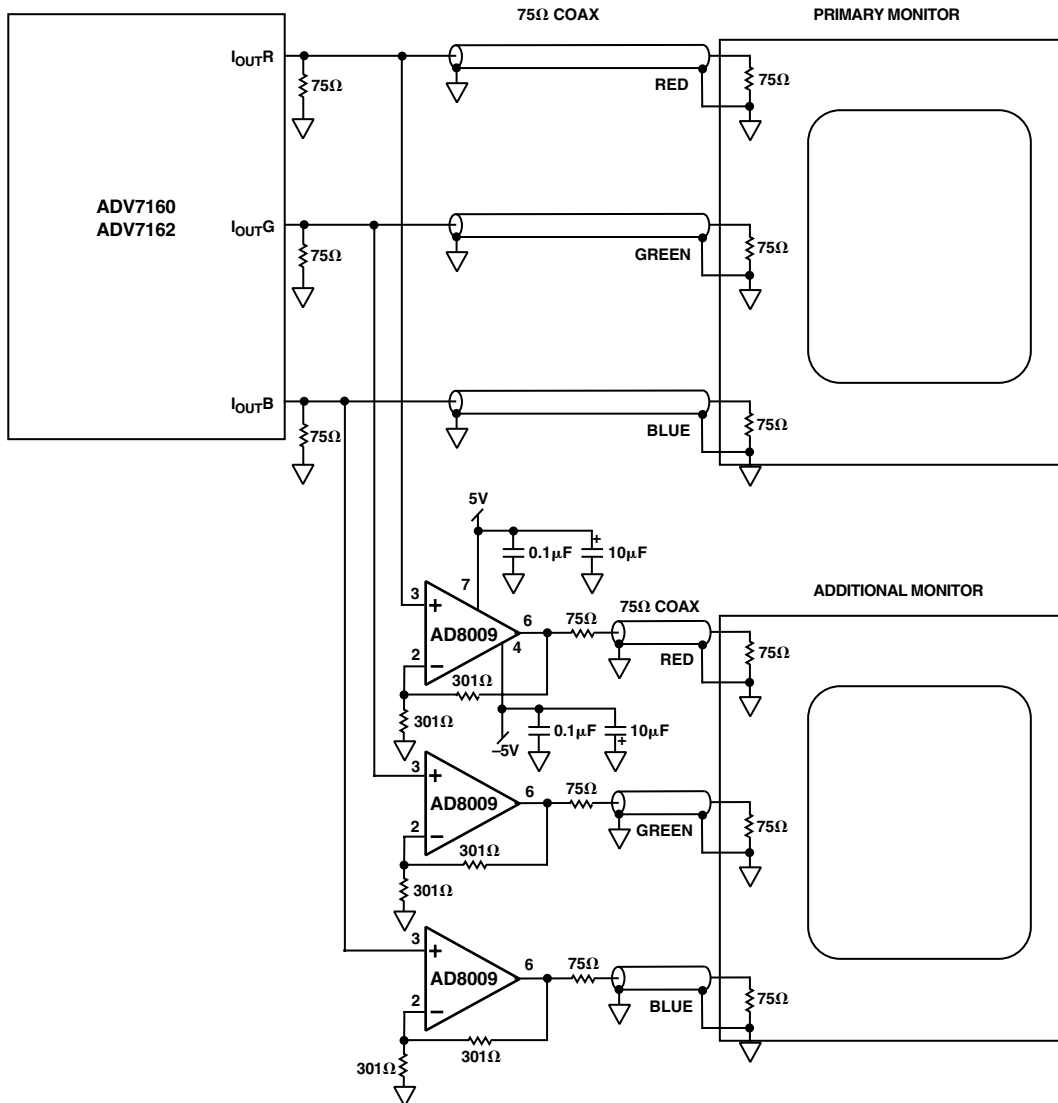 75Ω COAX
PRIMARY MONITOR
IOUTR
75Ω
RED
75Ω
ADV7160
ADV7162
IOUTG
75Ω
GREEN
75Ω
IOUTB
75Ω
BLUE
75Ω
5V
0.1μF
+
10μF
7
ADDITIONAL MONITOR
3
+
AD8009
6
4
75Ω
75Ω COAX
2
−
301Ω
RED
75Ω
301Ω
0.1μF
10μF
+
–5V
3
+
AD8009
6
75Ω
2
−
GREEN
75Ω
301Ω
301Ω
3
+
AD8009
6
75Ω
2
−
BLUE
75Ω
301Ω
301Ω